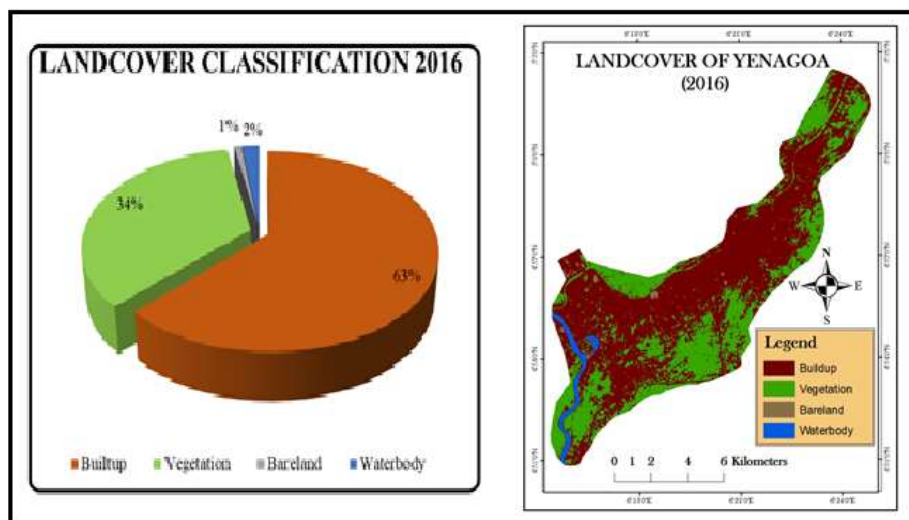 LANDCOVER CLASSIFICATION 2016
1%
2%
34%
63%
Builtup
Vegetation
Bareland
Waterbody
LANDCOVER OF YENAGOA
(2016)
N
W
E
S
Legend
Buildup
Vegetation
Bareland
Waterbody
0 1 2 4 6 Kilometers